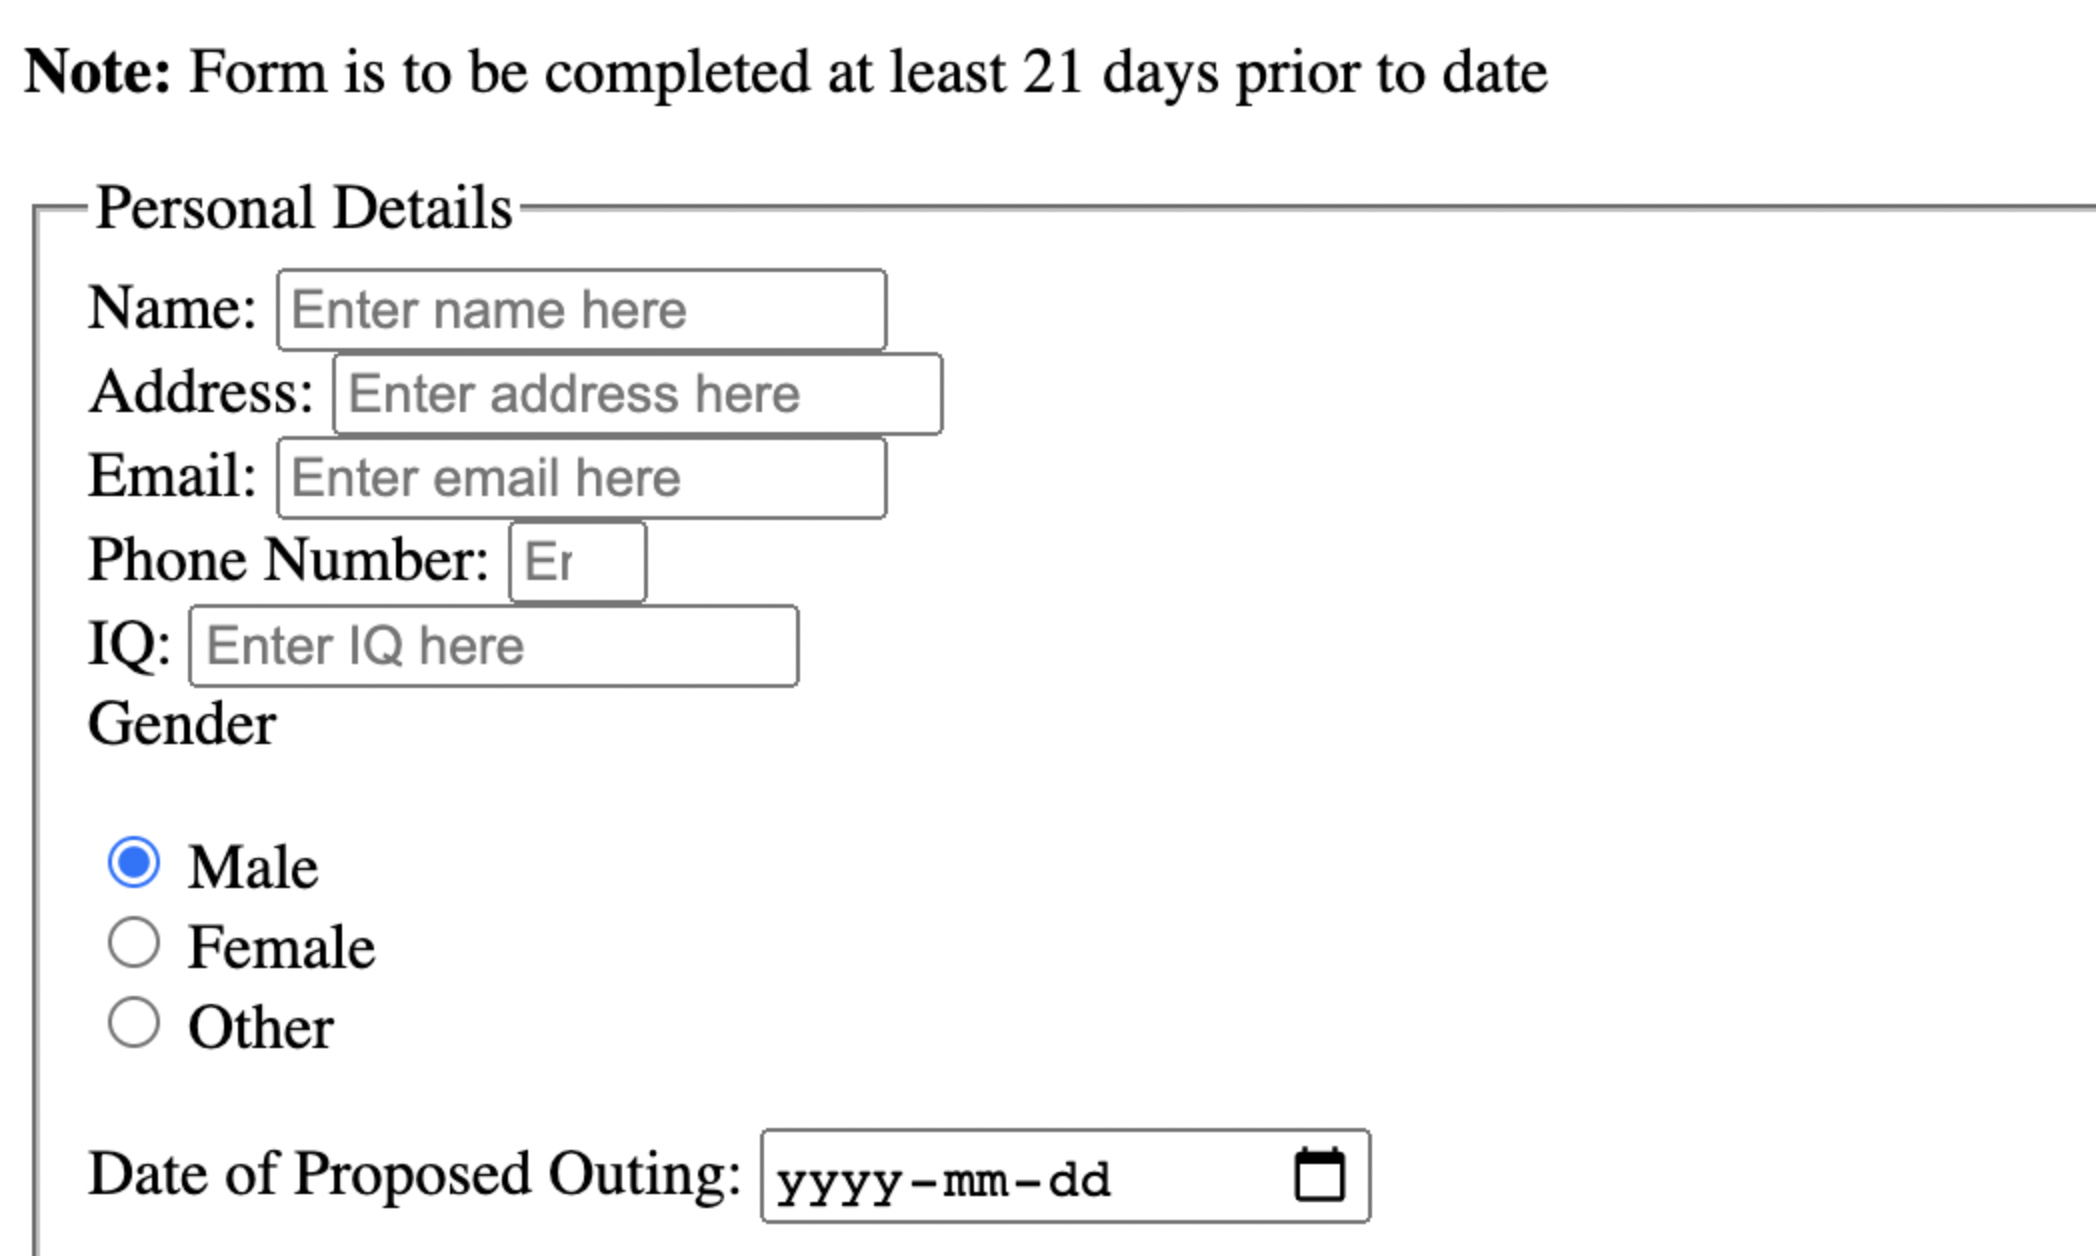 Note: Form is to be completed at least 21 days prior to date
Personal Details
Name: Enter name here
Address: Enter address here
Email: Enter email here
Phone Number: Er
IQ: Enter IQ here
Gender
Male
Female
Other
Date of Proposed Outing: yyyy-mm-dd